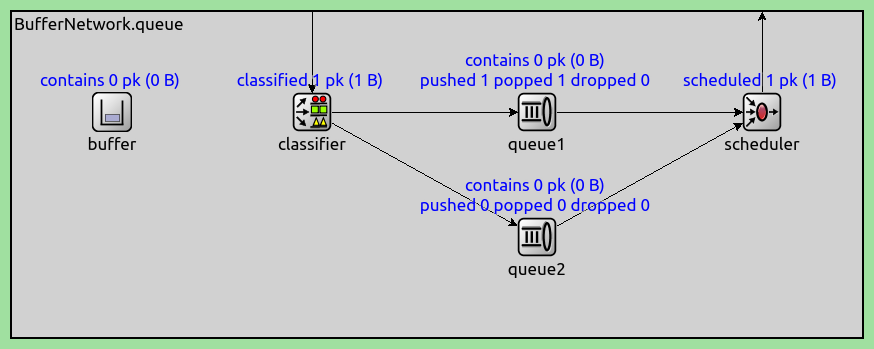 BufferNetwork.queue
contains 0 pk (0 B)
buffer
classified 1 pk (1 B)
classifier
contains 0 pk (0 B)
pushed 1 popped 1 dropped 0
queue1
scheduled 1 pk (1 B)
scheduler
contains 0 pk (0 B)
pushed 0 popped 0 dropped 0
queue2